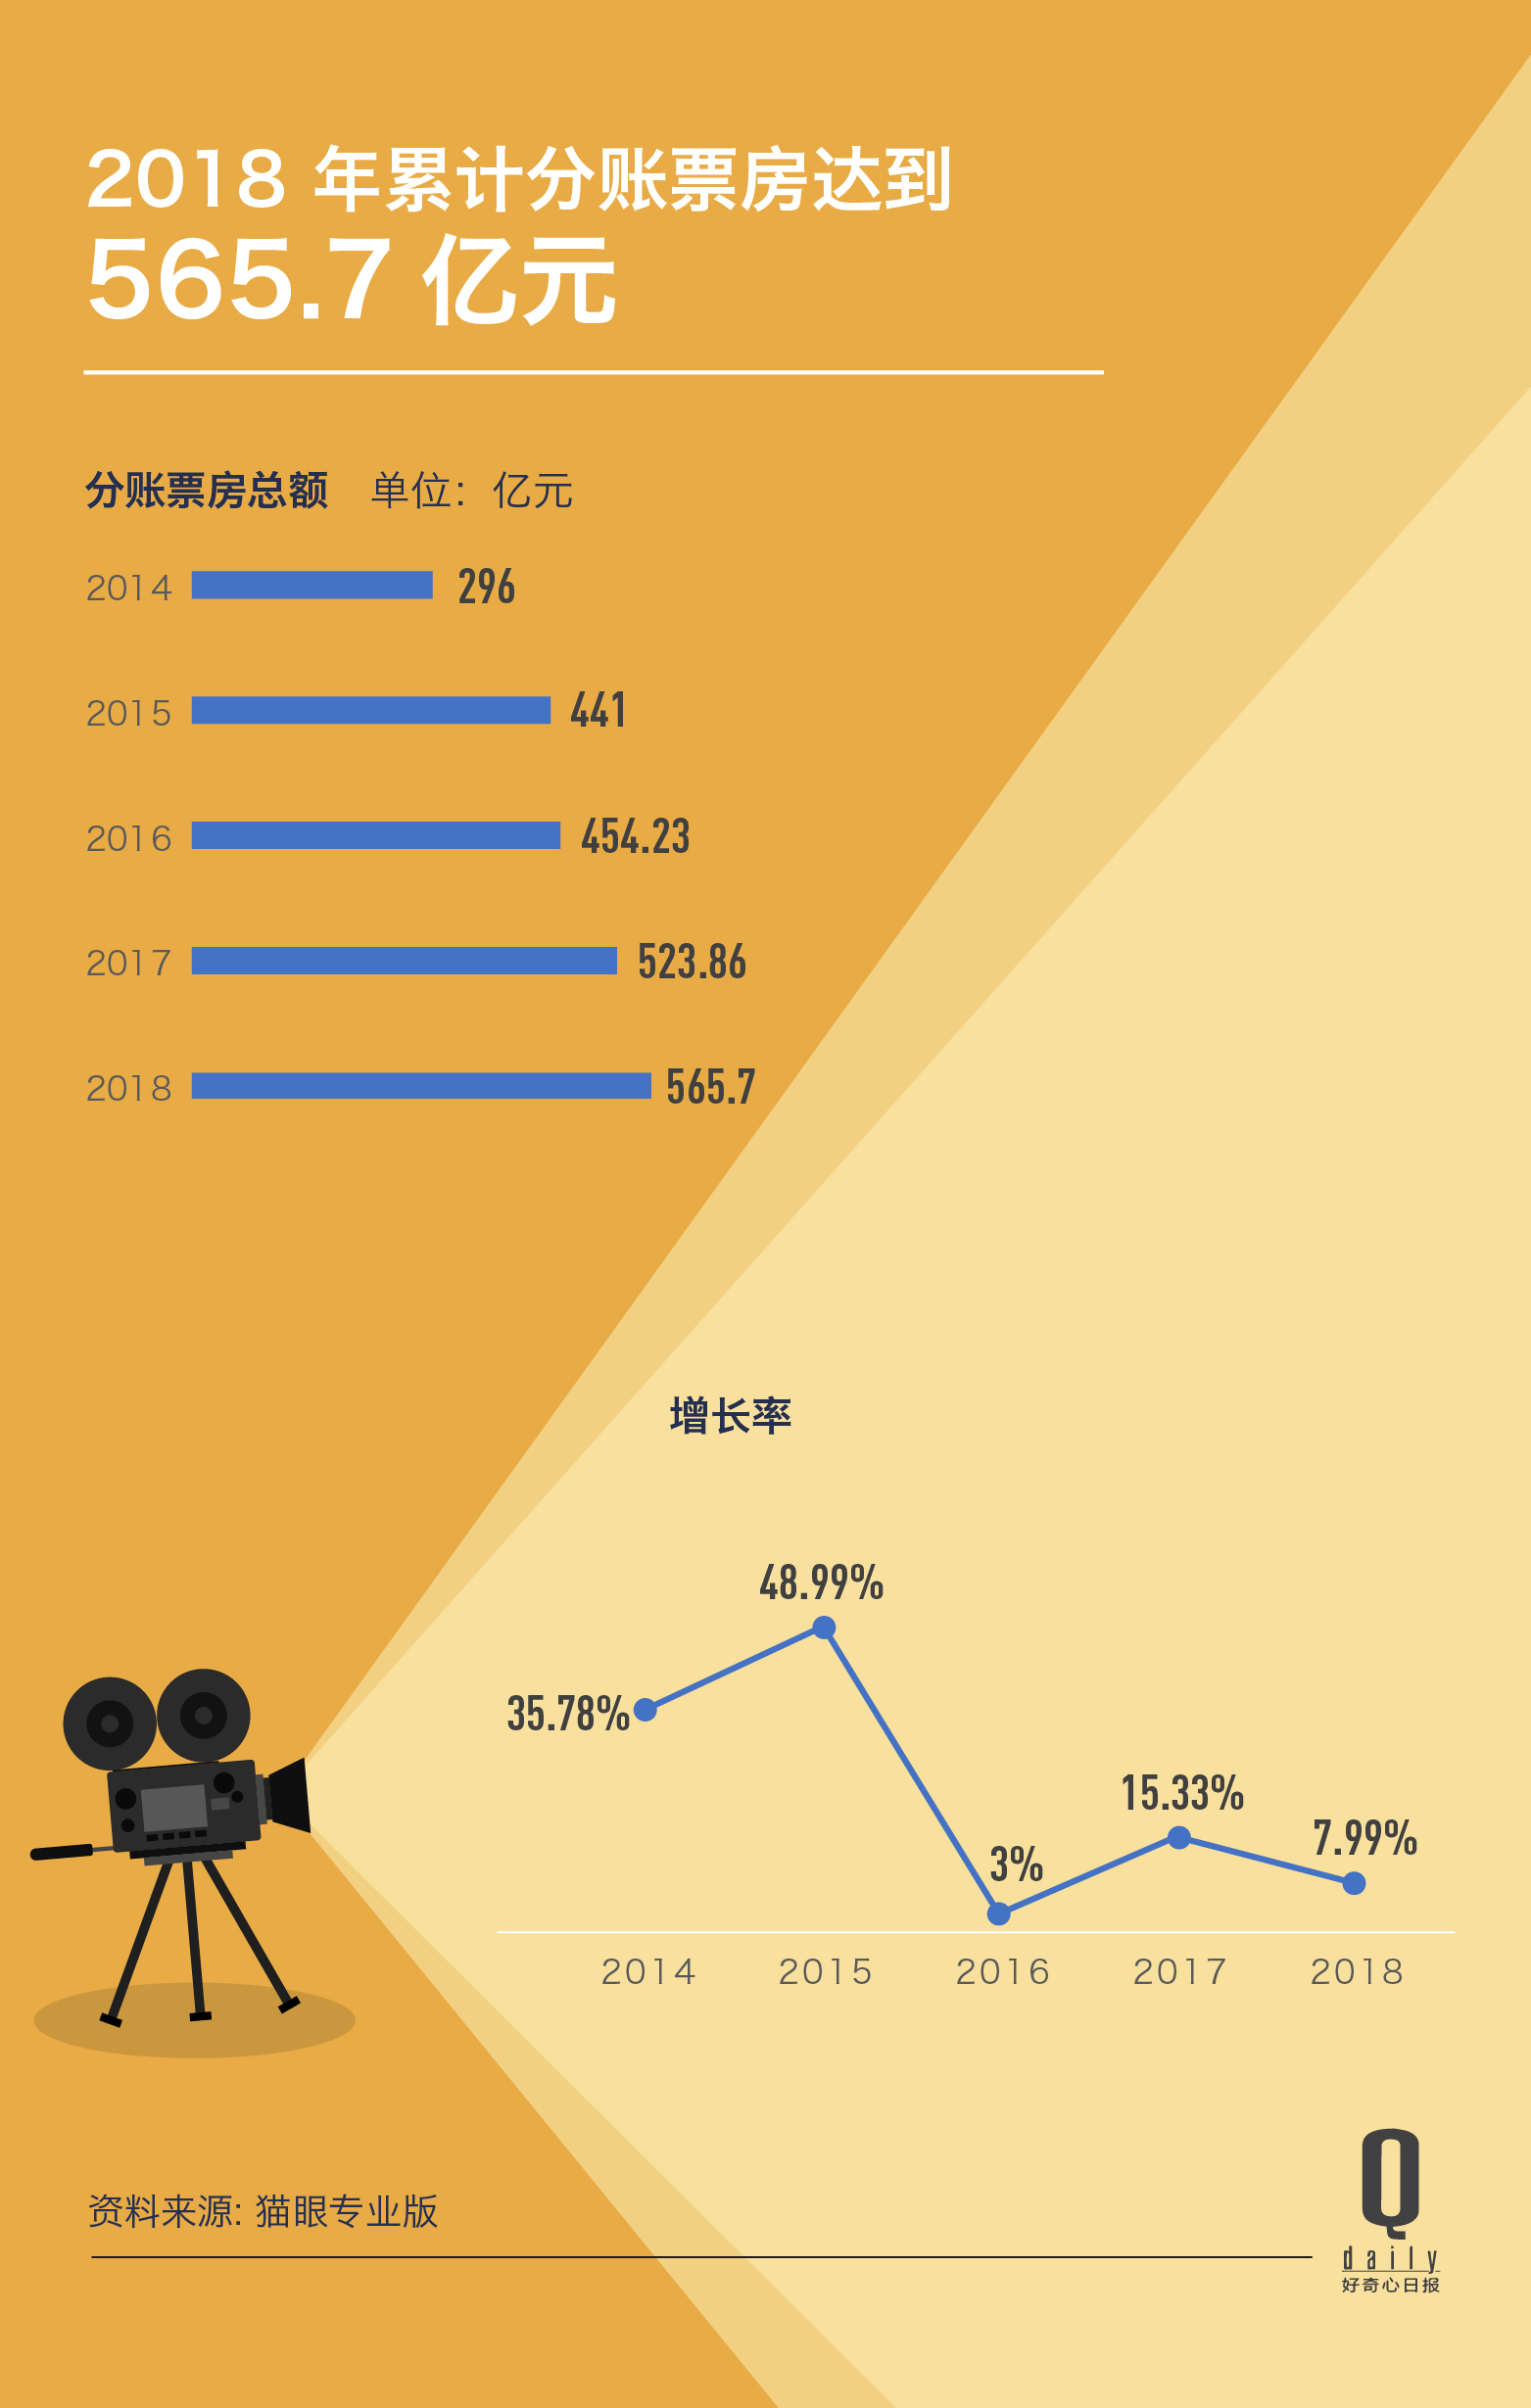 2018 年累计分账票房达到
565.7 亿元
分账票房总额 单位：亿元
2014 296
2015 441
2016 454.23
2017 523.86
2018 565.7
增长率
48.99%
35.78%
15.33%
7.99%
3%
2014 2015 2016 2017 2018
资料来源: 猫眼专业版
Q
daily
好奇心日报